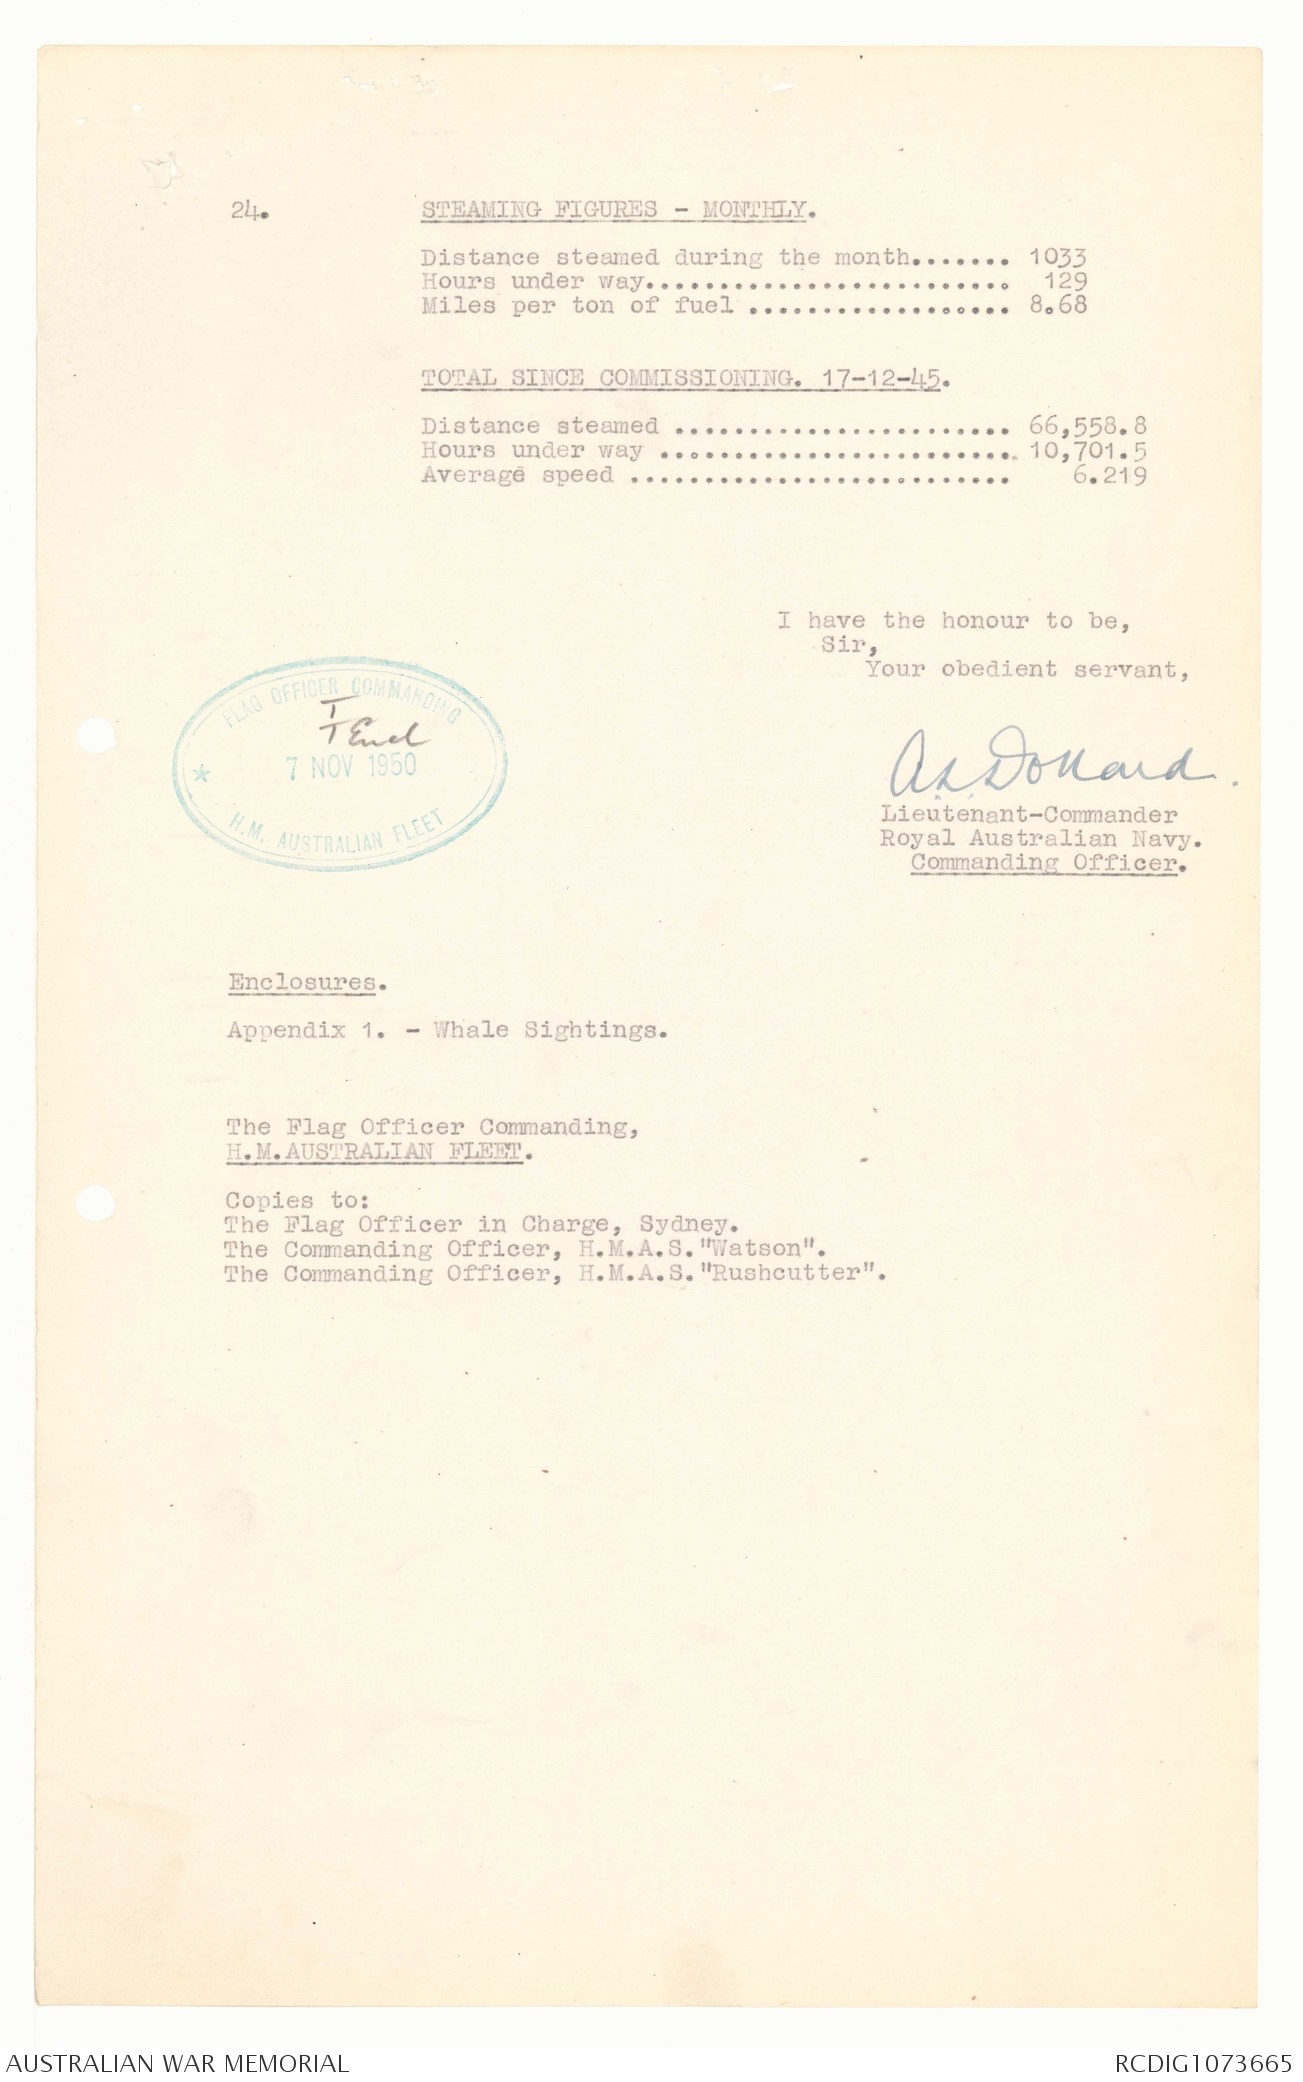 24. STEAMING FIGURES - MONTHLY.
Distance steamed during the month....... 1033
Hours under way......................... 129
Miles per ton of fuel .................. 8.68
TOTAL SINCE COMMISSIONING. 17-12-45.
Distance steamed ....................... 66,558.8
Hours under way ........................ 10,701.5
Average speed .......................... 6.219
I have the honour to be,
Sir,
Your obedient servant,
FLAG OFFICER COMMANDING
1 Encl
7 NOV 1950
* H.M. AUSTRALIAN FLEET
Dollard.
Lieutenant-Commander
Royal Australian Navy.
Commanding Officer.
Enclosures.
Appendix 1. - Whale Sightings.
The Flag Officer Commanding,
H.M.AUSTRALIAN FLEET.
Copies to:
The Flag Officer in Charge, Sydney.
The Commanding Officer, H.M.A.S."Watson".
The Commanding Officer, H.M.A.S."Rushcutter".
AUSTRALIAN WAR MEMORIAL
RCDIG1073665